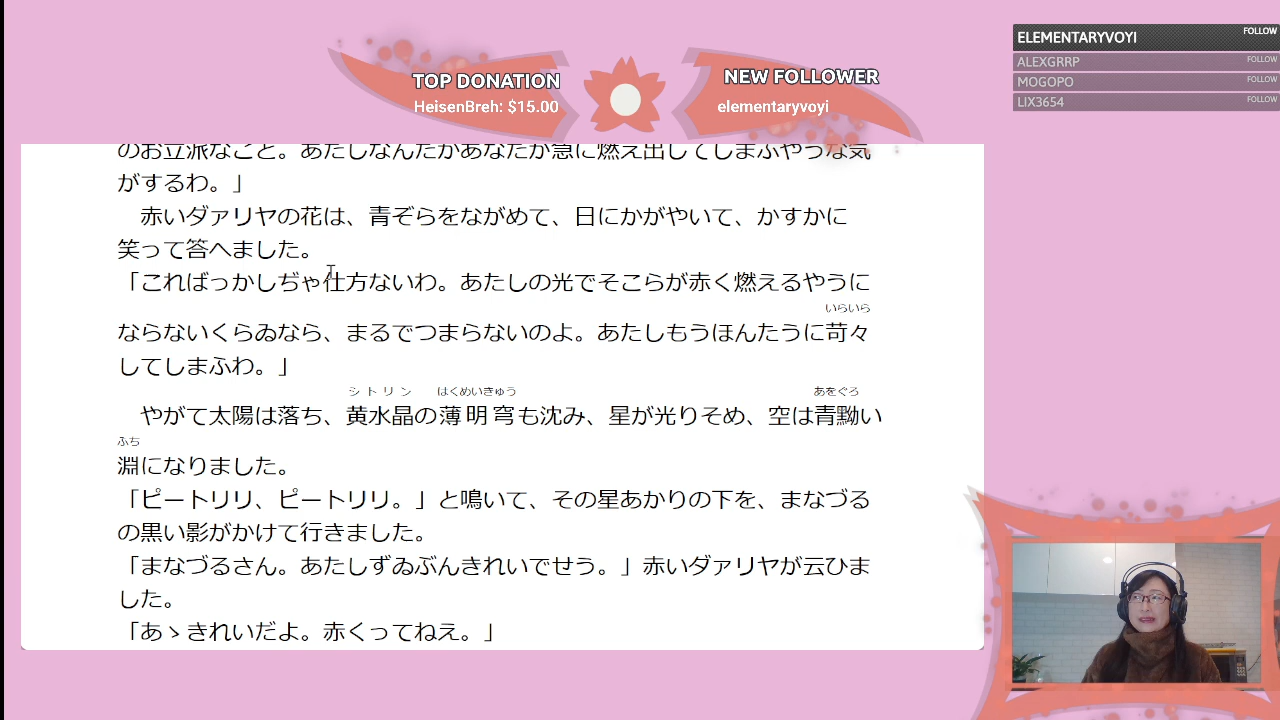 TOP DONATION
HeisenBreh: $15.00
NEW FOLLOWER
elementaryvoyi
ELEMENTARYVOYI FOLLOW
ALEXGRRP FOLLOW
MOGOPO FOLLOW
LIX3654 FOLLOW
のお立派なこと。あたしなんだかあなたが急に燃え出してしまふやうな気
がするわ。」
赤いダァリヤの花は、青ぞらをながめて、日にかがやいて、かすかに
笑って答へました。
「こればっかしぢゃ仕方ないわ。あたしの光でそこらが赤く燃えるやうに
いらいら
ならないくらゐなら、まるでつまらないのよ。あたしもうほんたうに苛々
してしまふわ。」
シトリン はくめいきゅう あをぐろ
やがて太陽は落ち、黄水晶の薄明穹も沈み、星が光りそめ、空は青黝い
ふち
淵になりました。
「ピートリリ、ピートリリ。」と鳴いて、その星あかりの下を、まなづる
の黒い影がかけて行きました。
「まなづるさん。あたしずゐぶんきれいでせう。」赤いダァリヤが云ひま
した。
「あゝきれいだよ。赤くってねえ。」